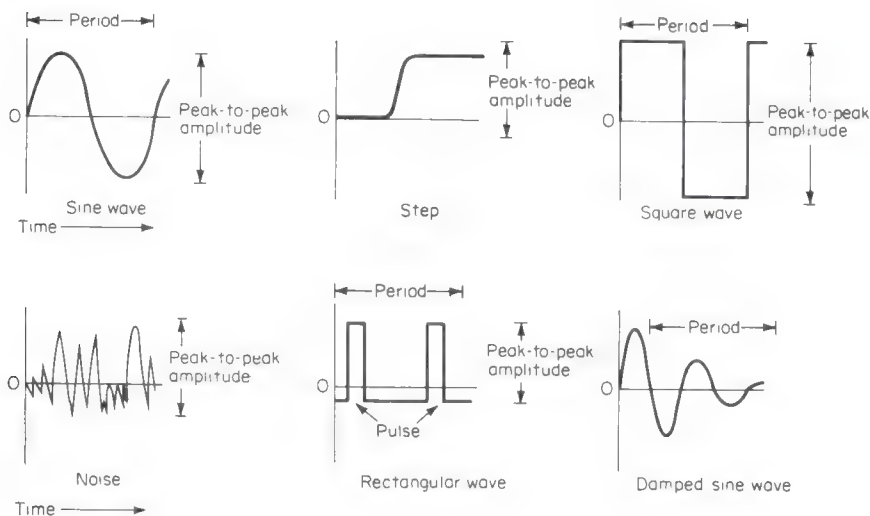 Period
O
Peak-to-peak
amplitude
Sine wave
Time
O
Peak-to-peak
amplitude
Step
Period
O
Peak-to-peak
amplitude
Square wave
O
Peak-to-peak
amplitude
Noise
Time
Period
O
Peak-to-peak
amplitude
Pulse
Rectangular wave
Period
O
Damped sine wave